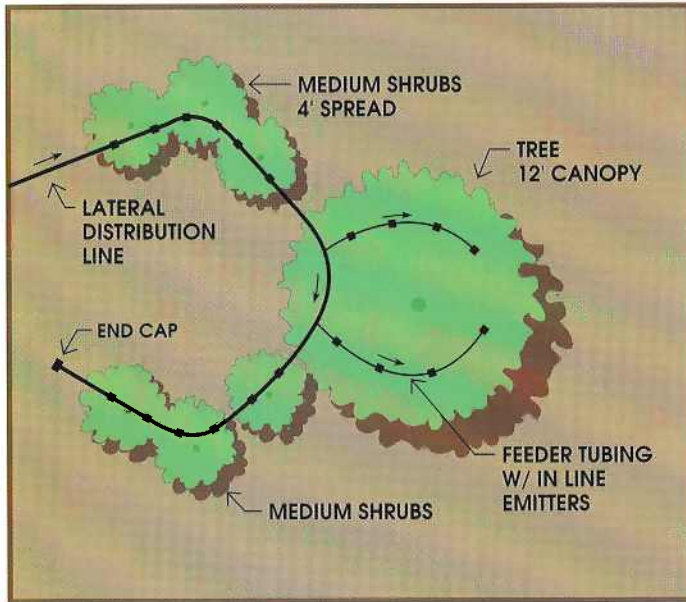 MEDIUM SHRUBS
4' SPREAD
TREE
12' CANOPY
LATERAL
DISTRIBUTION
LINE
END CAP
FEEDER TUBING
W/ IN LINE
EMITTERS
MEDIUM SHRUBS